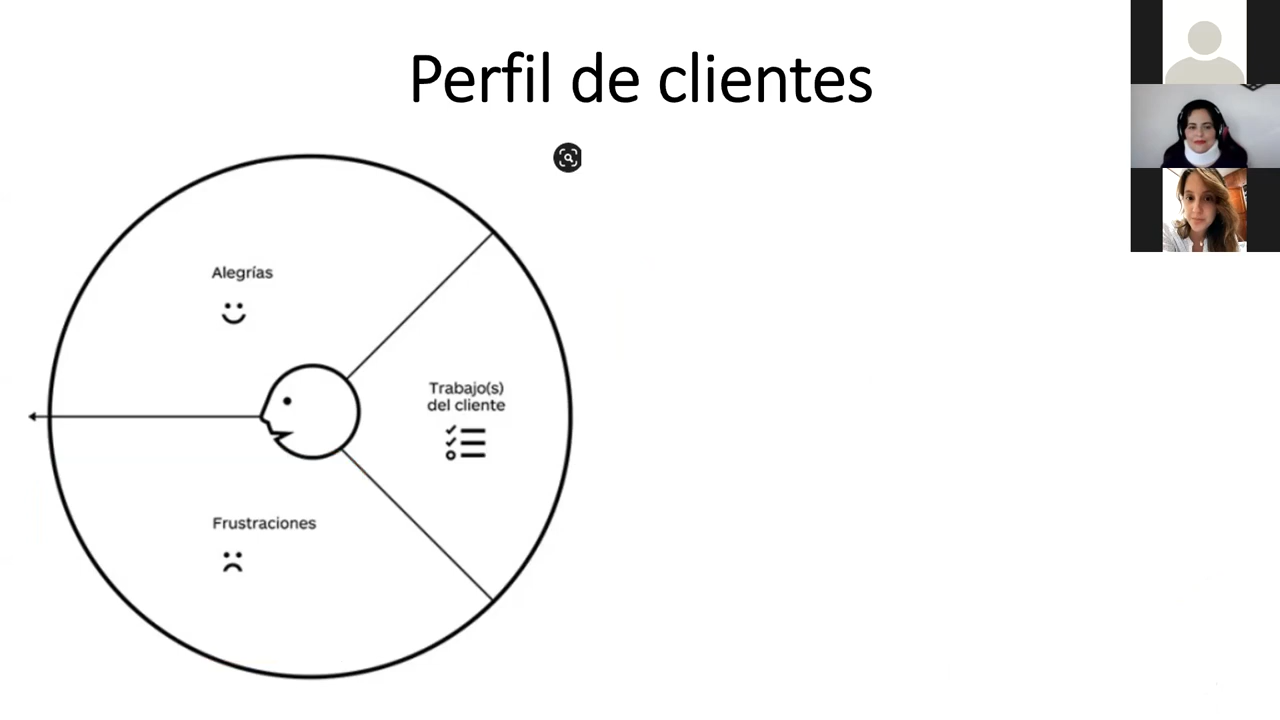 Perfil de clientes
Alegrías
Trabajo(s)
del cliente
Frustraciones